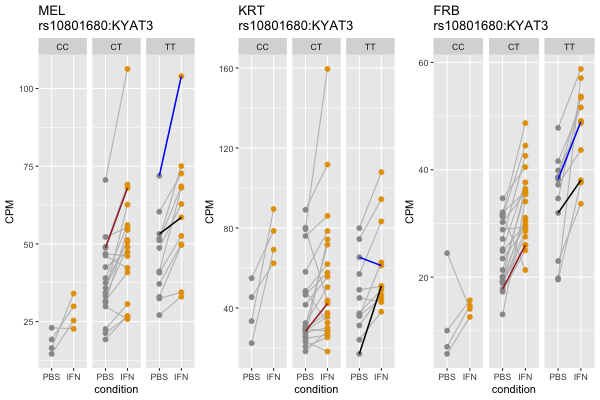 MEL
rs10801680:KYAT3
CC CT TT
100
75
50
25
CPM
PBS IFN PBS IFN PBS IFN
condition
KRT
rs10801680:KYAT3
CC CT TT
160
120
80
40
CPM
PBS IFN PBS IFN PBS IFN
condition
FRB
rs10801680:KYAT3
CC CT TT
60
40
20
CPM
PBS IFN PBS IFN PBS IFN
condition